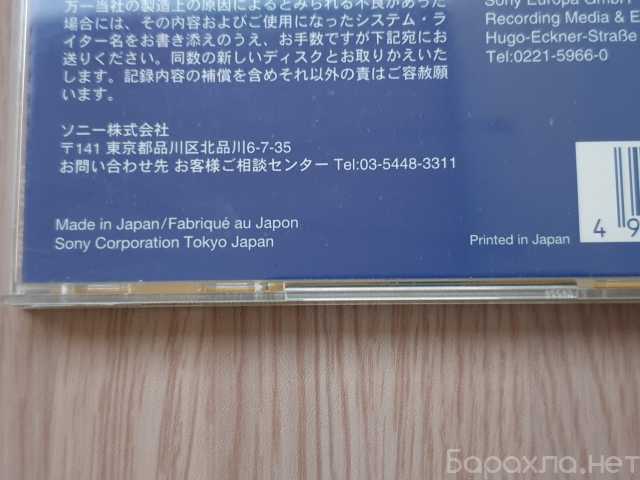 万一当社の製造上の原因によるとみられる不良があった
場合には、その内容およびご使用になったシステム・ラ
イター名をお書き添えのうえ、お手数ですが下記宛にお
送りください。同数の新しいディスクとお取りかえいた
します。記録内容の補償を含めそれ以外の責はご容赦願
います。
ソニー株式会社
〒141 東京都品川区北品川6-7-35
お問い合わせ先 お客様ご相談センター Tel:03-5448-3311
Made in Japan/Fabriqué au Japon
Sony Corporation Tokyo Japan
Sony Europa GmbH
Recording Media & E
Hugo-Eckner-Straße
Tel:0221-5966-0
Printed in Japan
4 9
Барахла.нет